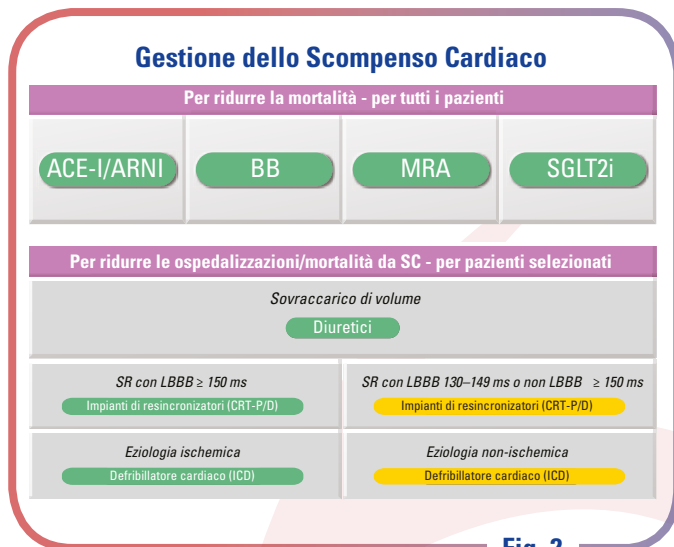 Gestione dello Scompenso Cardiaco
Per ridurre la mortalità - per tutti i pazienti
ACE-I/ARNI BB MRA SGLT2i
Per ridurre le ospedalizzazioni/mortalità da SC - per pazienti selezionati
Sovraccarico di volume
Diuretici
SR con LBBB ≥ 150 ms SR con LBBB 130–149 ms o non LBBB ≥ 150 ms
Impianti di resincronizzatori (CRT-P/D) Impianti di resincronizzatori (CRT-P/D)
Eziologia ischemica Eziologia non-ischemica
Defribillatore cardiaco (ICD) Defribillatore cardiaco (ICD)
Fig. 2